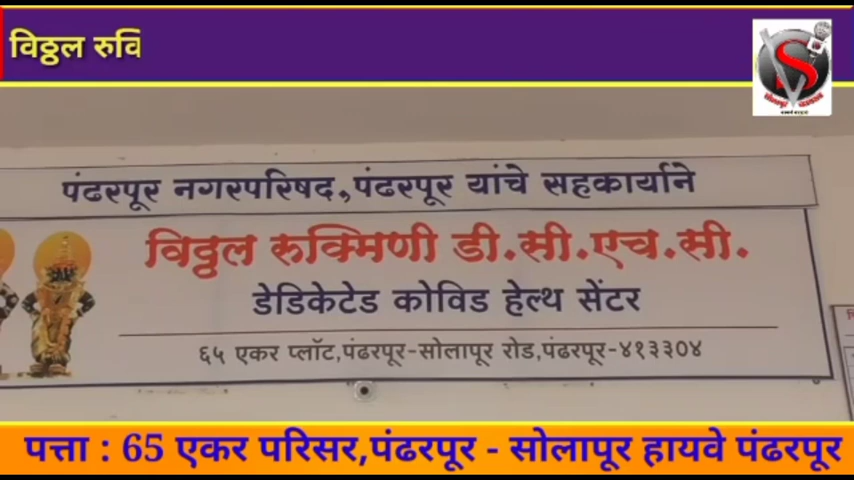 विठ्ठल रुक्मि
पंढरपूर नगरपरिषद,पंढरपूर यांचे सहकार्याने
विठ्ठल रुक्मिणी डी.सी.एच.सी.
डेडिकेटेड कोविड हेल्थ सेंटर
६५ एकर प्लॉट,पंढरपूर-सोलापूर रोड,पंढरपूर-४१३३०४
पत्ता : 65 एकर परिसर,पंढरपूर - सोलापूर हायवे पंढरपूर